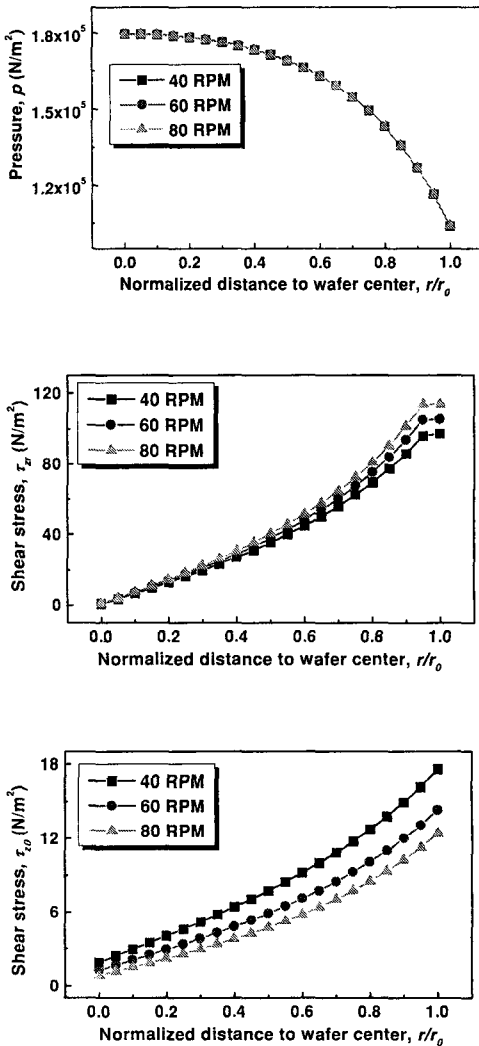 Pressure, p (N/m²)
1.8x10⁵
1.5x10⁵
1.2x10⁵
40 RPM
60 RPM
80 RPM
0.0 0.2 0.4 0.6 0.8 1.0
Normalized distance to wafer center, r/r₀
Shear stress, τzr (N/m²)
120
80
40
0
40 RPM
60 RPM
80 RPM
0.0 0.2 0.4 0.6 0.8 1.0
Normalized distance to wafer center, r/r₀
Shear stress, τzθ (N/m²)
18
12
6
0
40 RPM
60 RPM
80 RPM
0.0 0.2 0.4 0.6 0.8 1.0
Normalized distance to wafer center, r/r₀